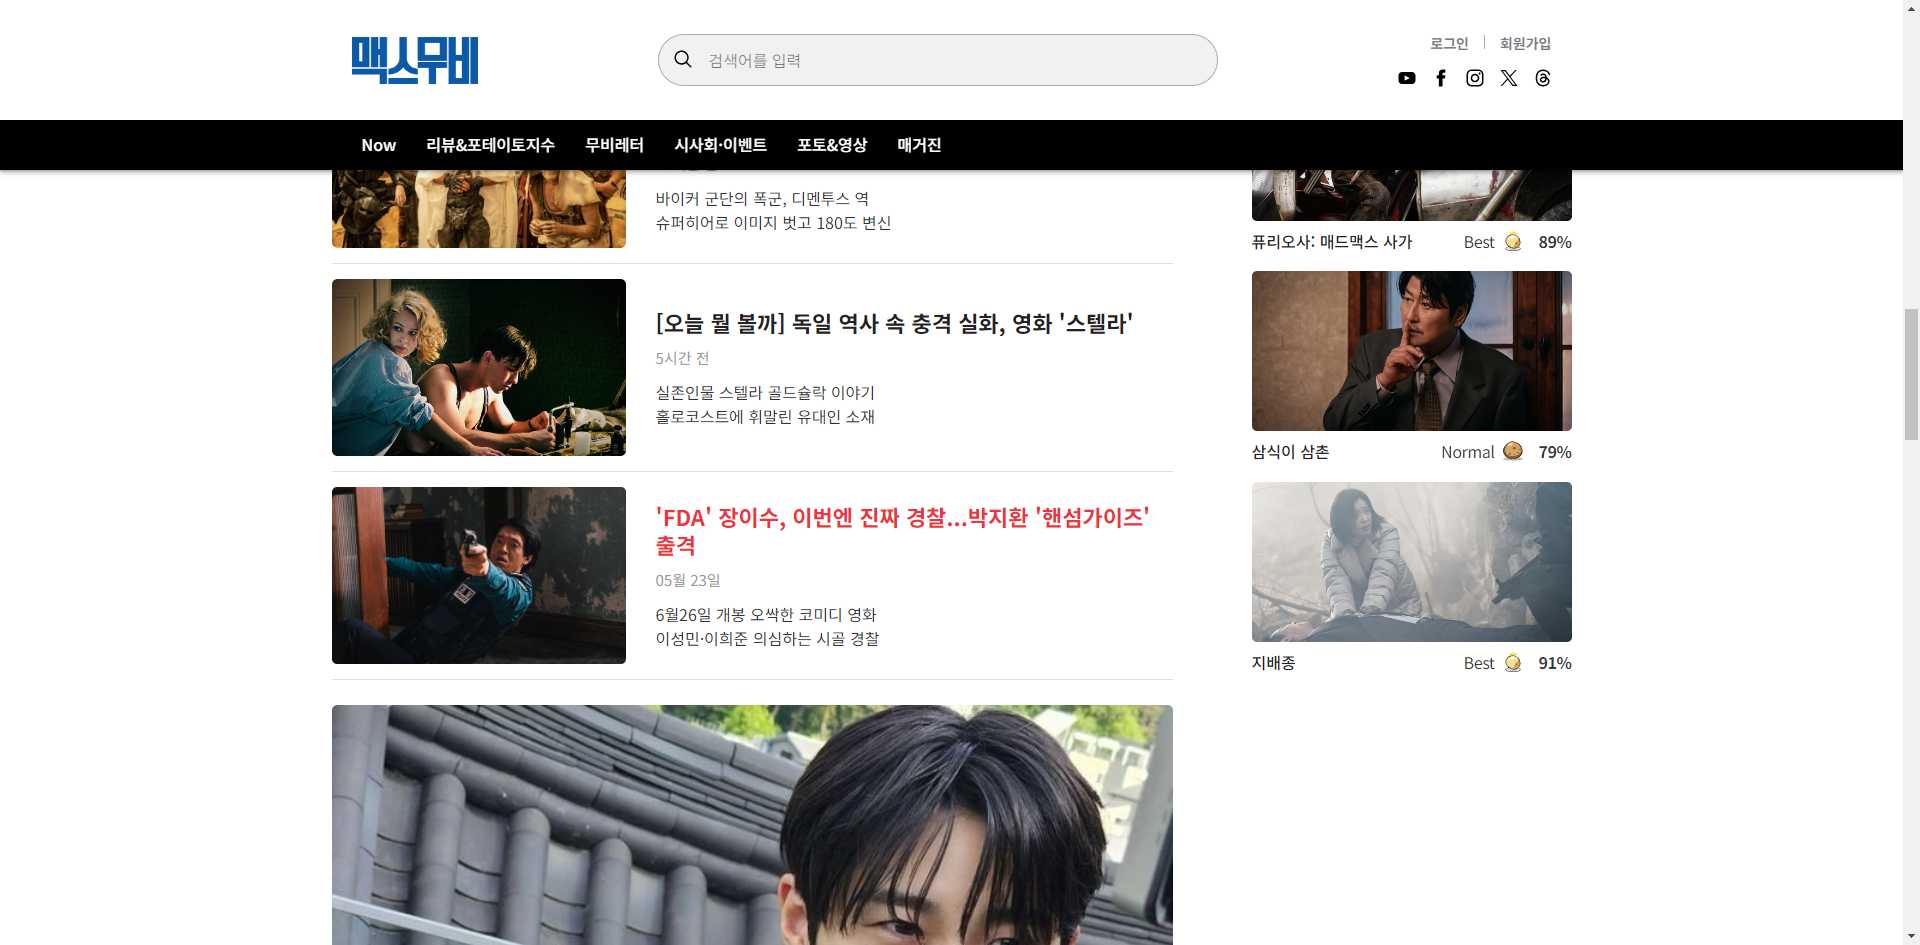 맥스무비
검색어를 입력
로그인
회원가입
Now
리뷰&포테이토지수
무비레터
시사회·이벤트
포토&영상
매거진
바이커 군단의 폭군, 디멘투스 역
슈퍼히어로 이미지 벗고 180도 변신
[오늘 뭘 볼까] 독일 역사 속 충격 실화, 영화 '스텔라'
5시간 전
실존인물 스텔라 골드슐락 이야기
홀로코스트에 휘말린 유대인 소재
'FDA' 장이수, 이번엔 진짜 경찰...박지환 '핸섬가이즈'
출격
05월 23일
6월26일 개봉 오싹한 코미디 영화
이성민·이희준 의심하는 시골 경찰
퓨리오사: 매드맥스 사가
Best 89%
삼식이 삼촌
Normal 79%
지배종
Best 91%